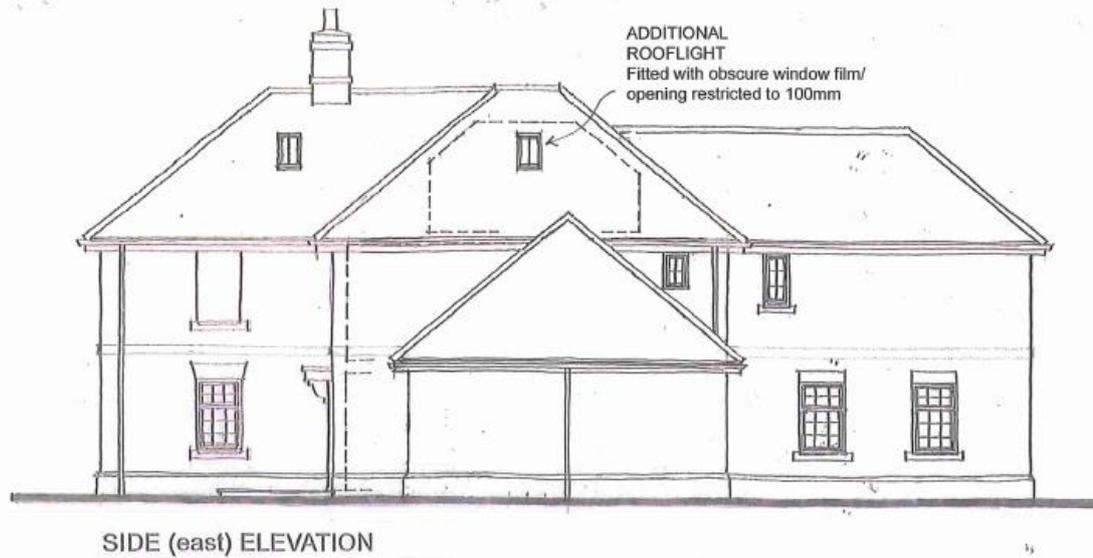 ADDITIONAL
ROOFLIGHT
Fitted with obscure window film/
opening restricted to 100mm
SIDE (east) ELEVATION